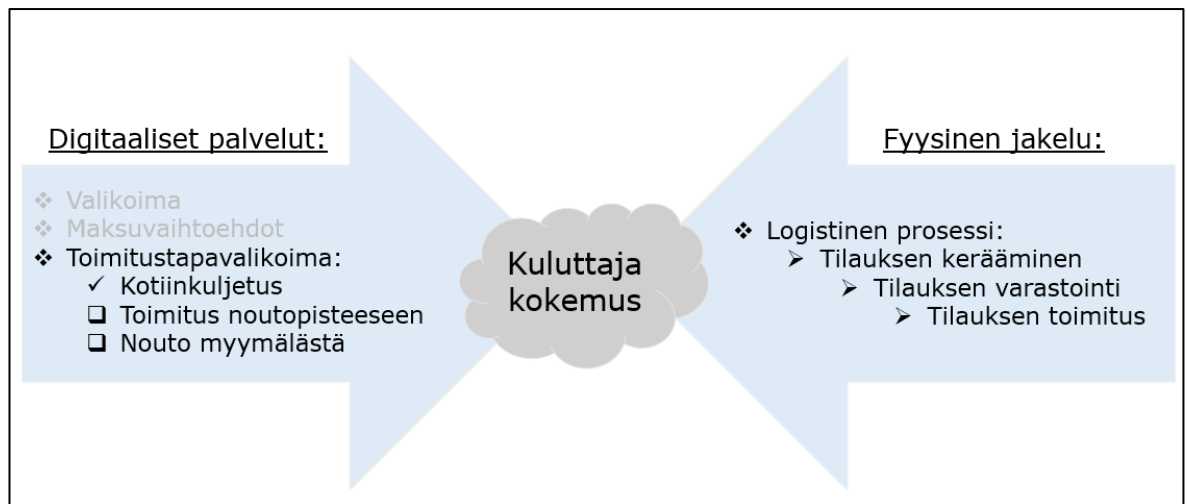 Digitaaliset palvelut:
❖ Valikoima
❖ Maksuvaihtoehdot
❖ Toimitustapavalikoima:
✓ Kotiinkuljetus
❑ Toimitus noutopisteeseen
❑ Nouto myymälästä
Kuluttaja
kokemus
Fyysinen jakelu:
❖ Logistinen prosessi:
➢ Tilauksen kerääminen
➢ Tilauksen varastointi
➢ Tilauksen toimitus